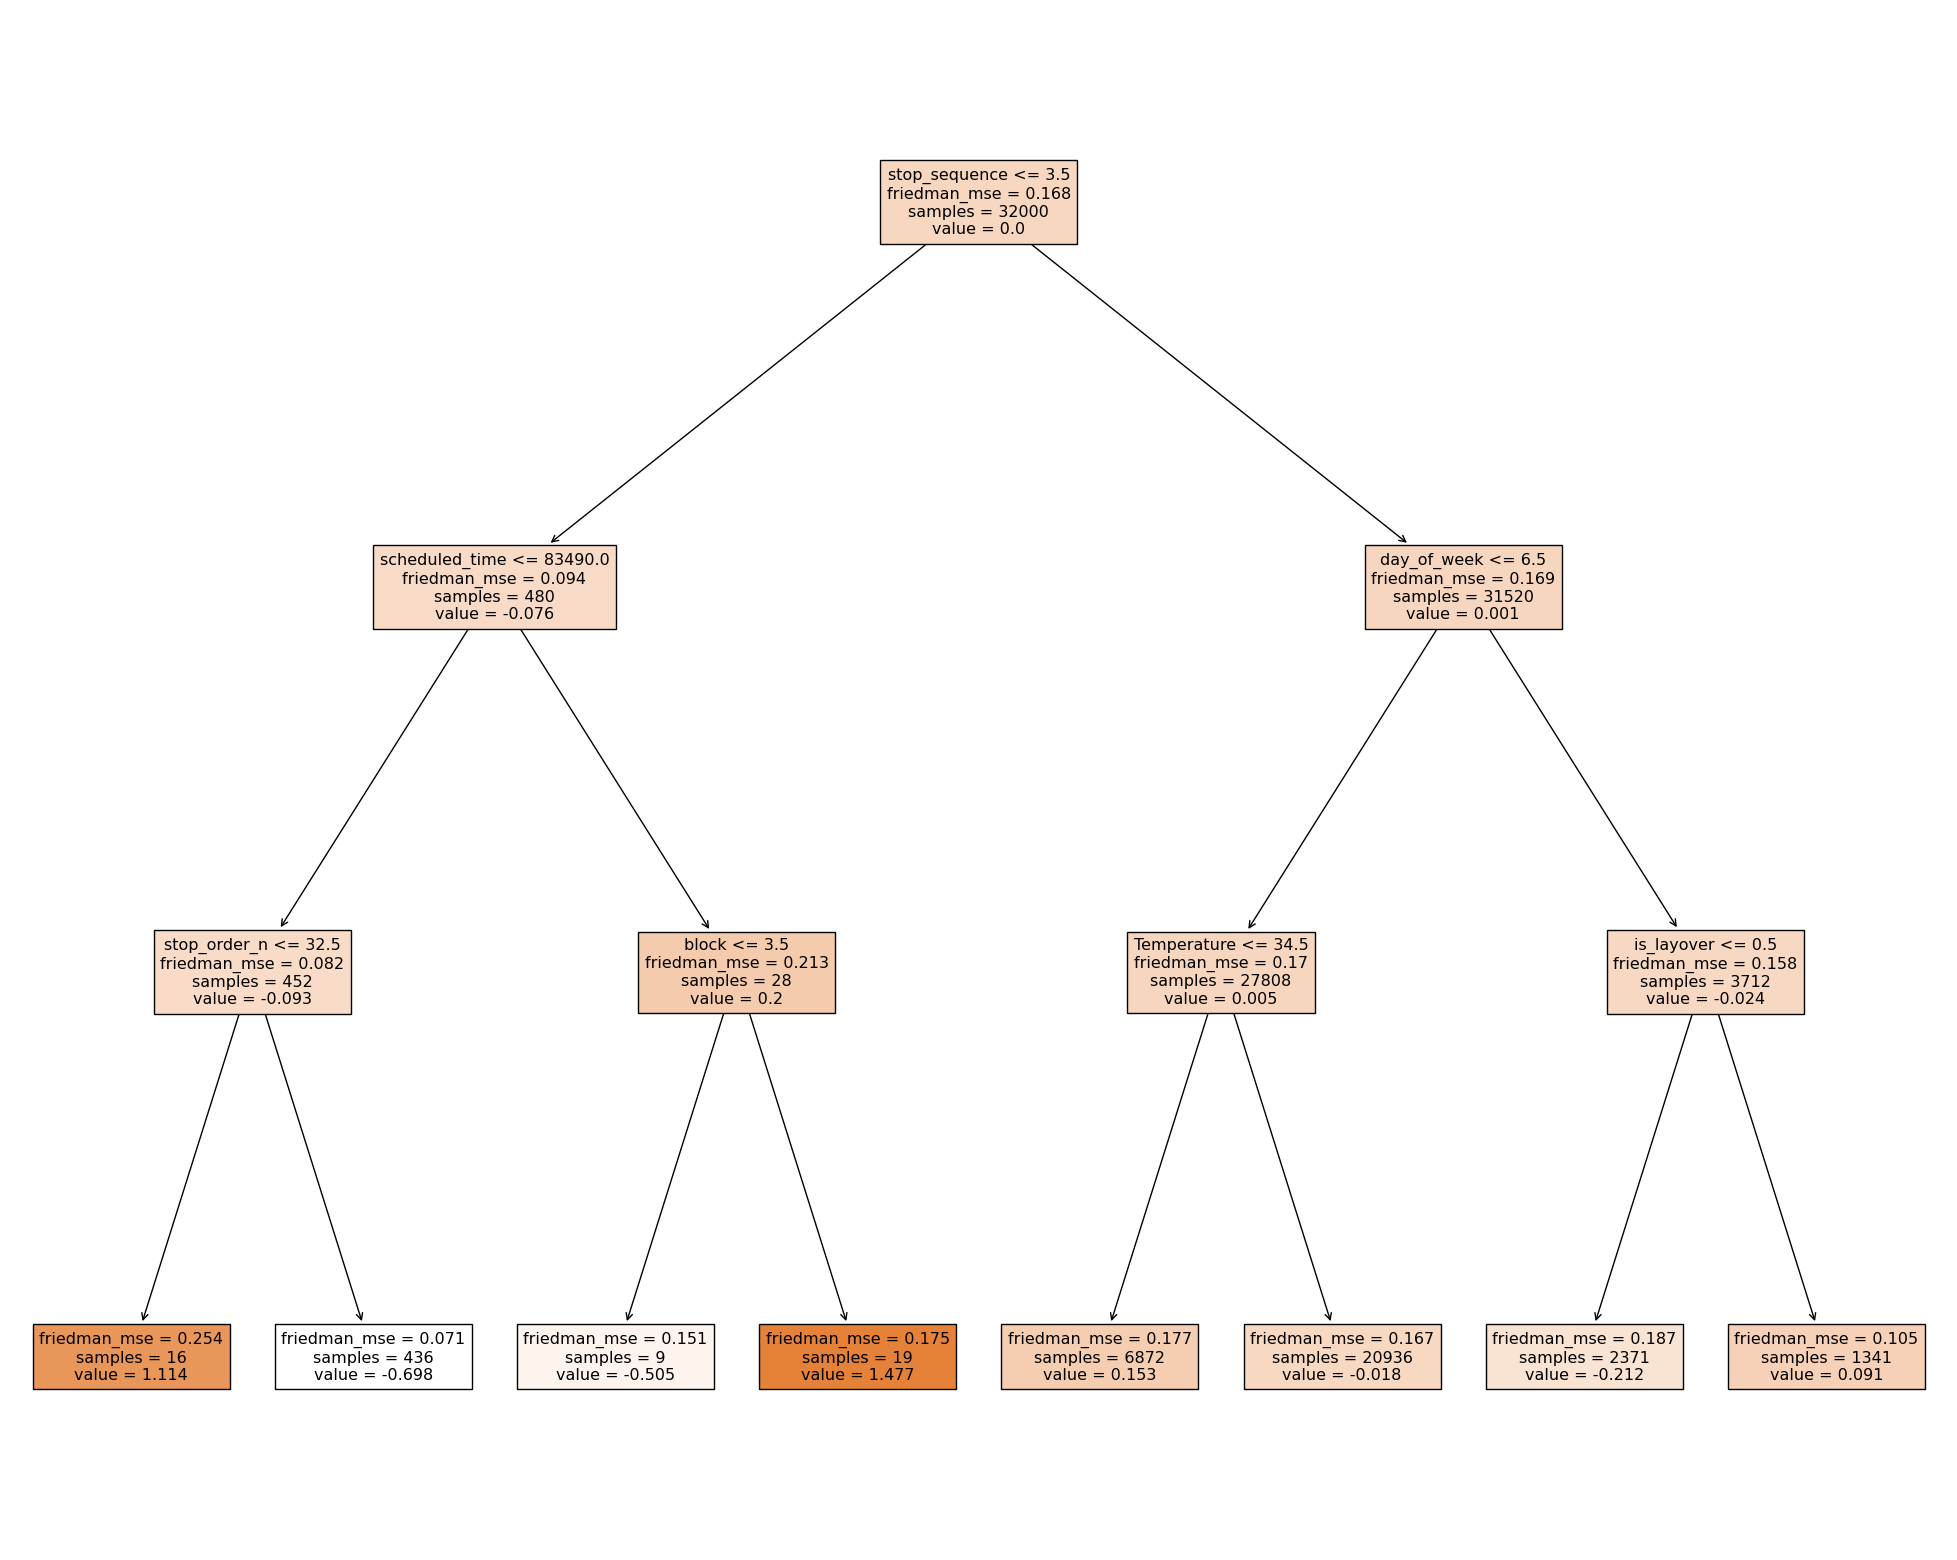 stop_sequence <= 3.5
friedman_mse = 0.168
samples = 32000
value = 0.0
scheduled_time <= 83490.0
friedman_mse = 0.094
samples = 480
value = -0.076
day_of_week <= 6.5
friedman_mse = 0.169
samples = 31520
value = 0.001
stop_order_n <= 32.5
friedman_mse = 0.082
samples = 452
value = -0.093
block <= 3.5
friedman_mse = 0.213
samples = 28
value = 0.2
Temperature <= 34.5
friedman_mse = 0.17
samples = 27808
value = 0.005
is_layover <= 0.5
friedman_mse = 0.158
samples = 3712
value = -0.024
friedman_mse = 0.254
samples = 16
value = 1.114
friedman_mse = 0.071
samples = 436
value = -0.698
friedman_mse = 0.151
samples = 9
value = -0.505
friedman_mse = 0.175
samples = 19
value = 1.477
friedman_mse = 0.177
samples = 6872
value = 0.153
friedman_mse = 0.167
samples = 20936
value = -0.018
friedman_mse = 0.187
samples = 2371
value = -0.212
friedman_mse = 0.105
samples = 1341
value = 0.091